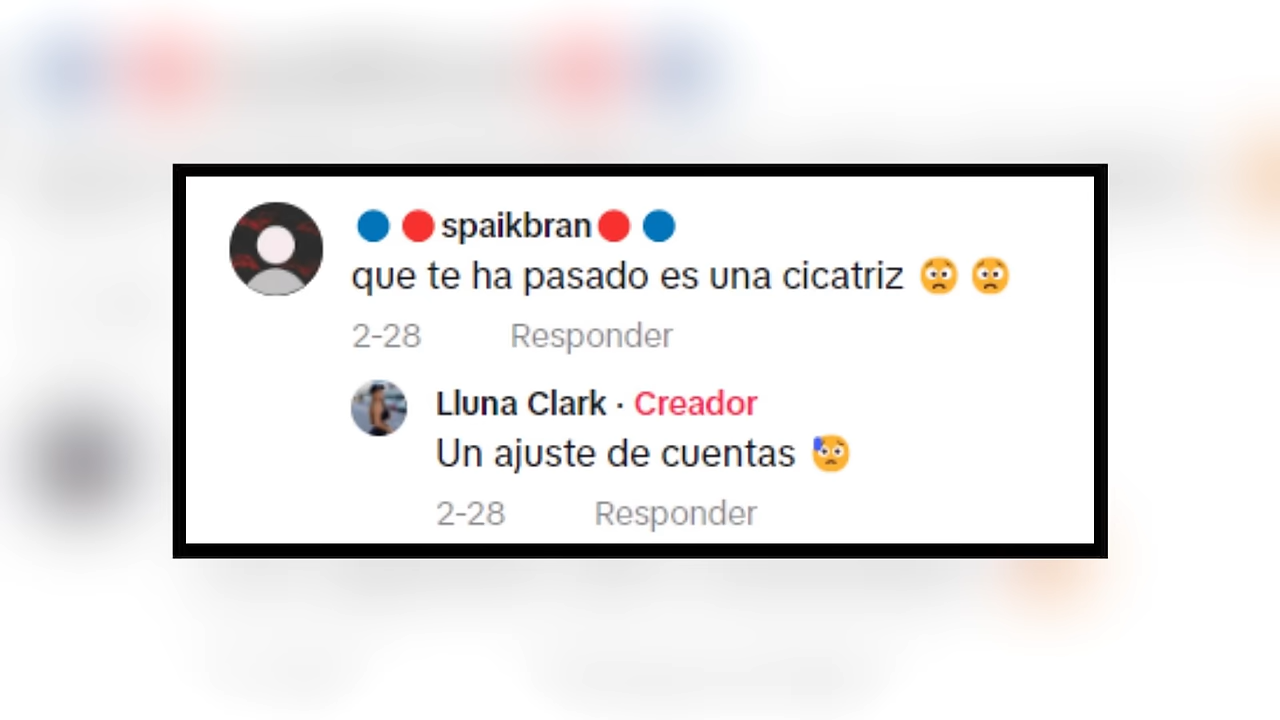 🔵🔴spaikbran🔴🔵
que te ha pasado es una cicatriz 😟😟
2-28 Responder
Lluna Clark · Creador
Un ajuste de cuentas 😓
2-28 Responder